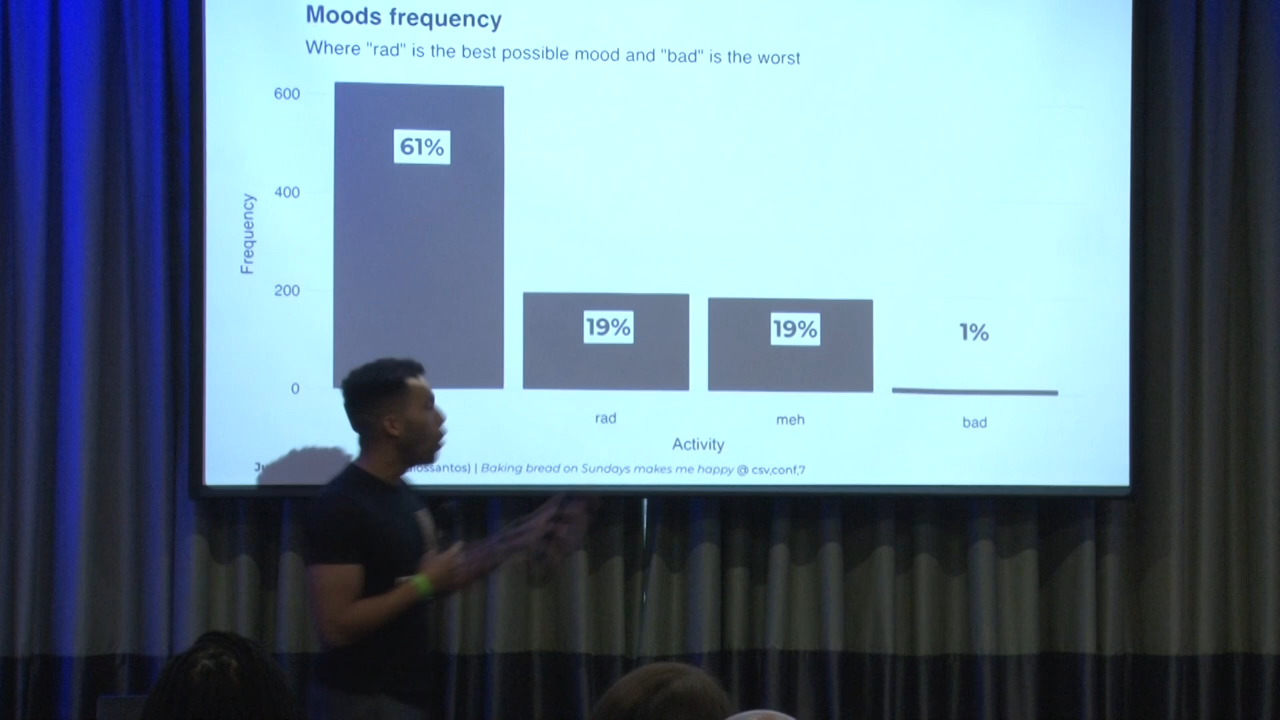 Moods frequency
Where "rad" is the best possible mood and "bad" is the worst
600
61%
400
Frequency
200
19%
19%
1%
0
rad
meh
bad
Activity
Baking bread on Sundays makes me happy @ csv,conf,7